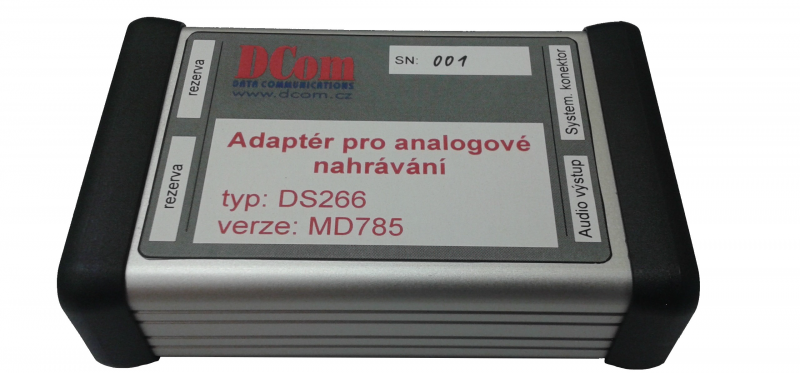 rezerva
DCom
DATA COMMUNICATIONS
www.dcom.cz
SN: 001
System. konektor
rezerva
Adaptér pro analogové
nahrávání
typ: DS266
verze: MD785
Audio výstup